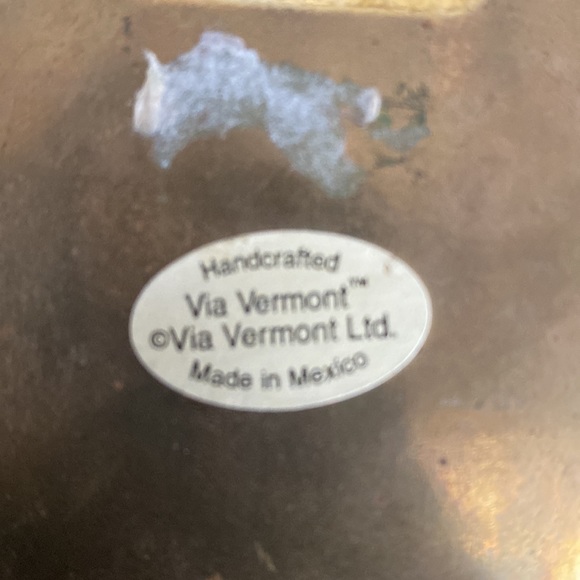 Handcrafted
Via Vermont™
©Via Vermont Ltd.
Made in Mexico